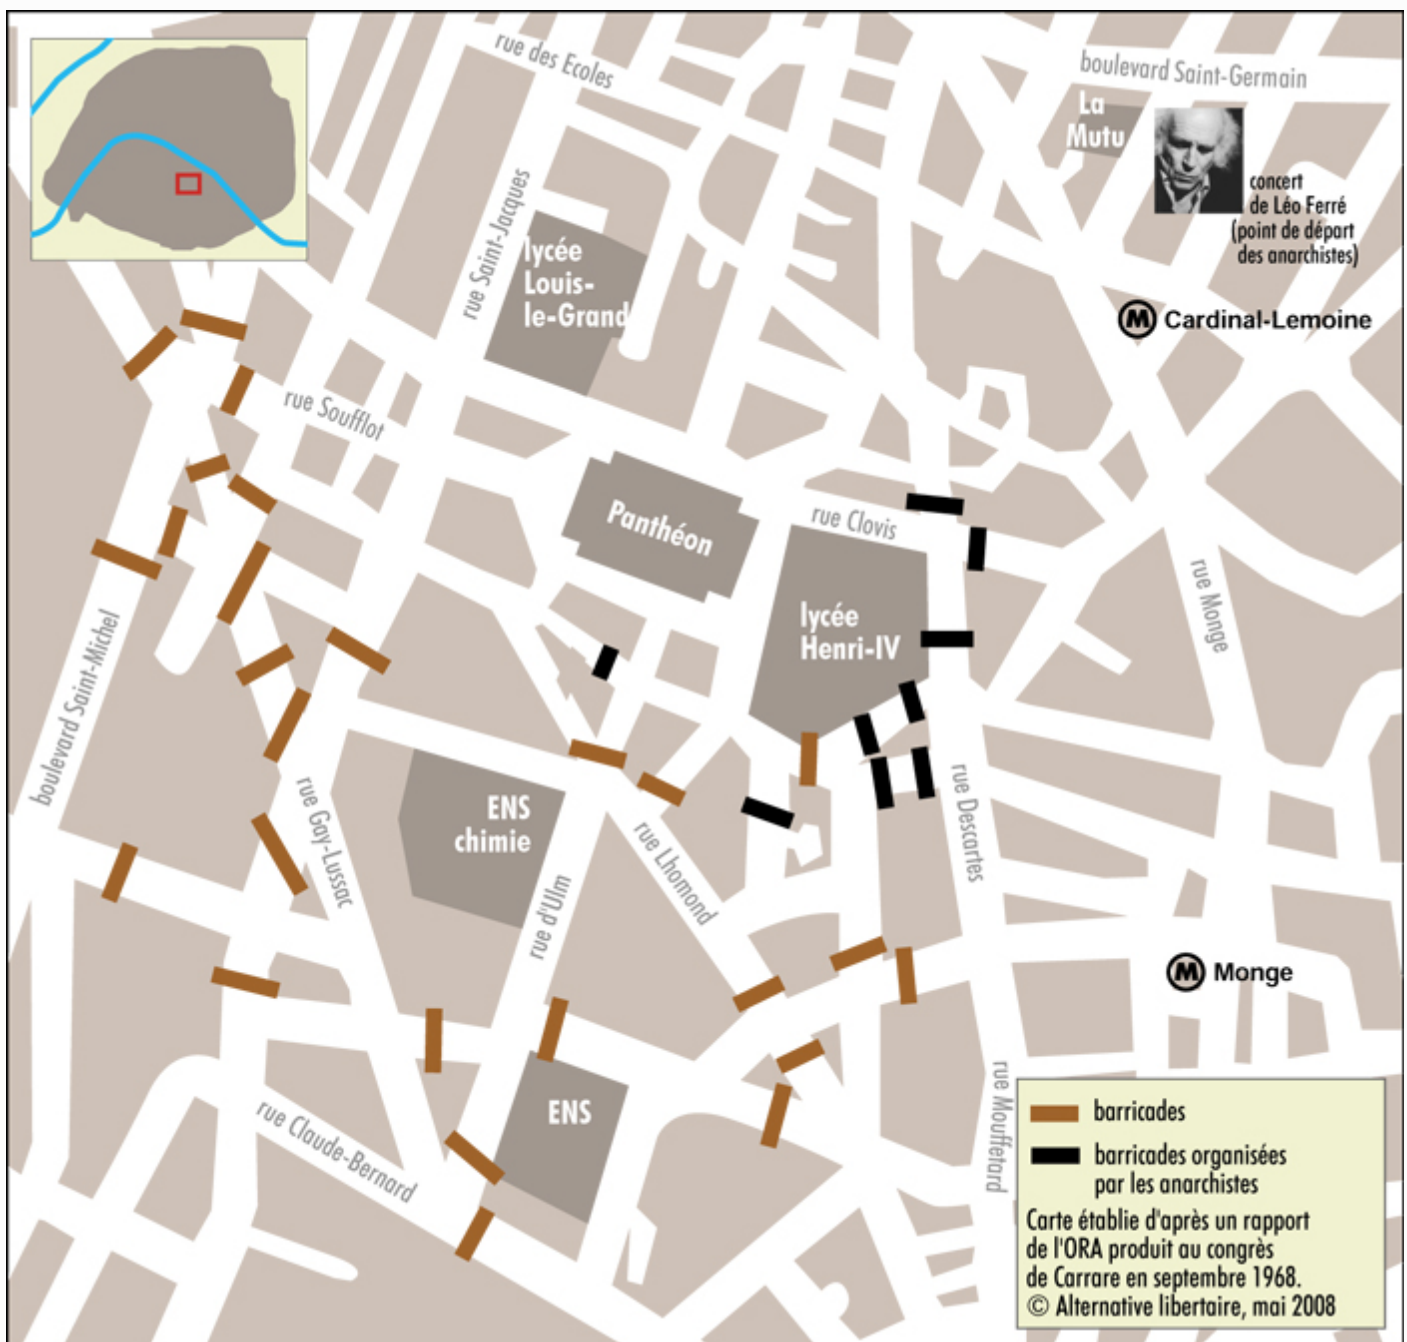 rue des Ecoles
boulevard Saint-Germain
La
Mutu
concert
de Léo Ferré
(point de départ
des anarchistes)
rue Saint-Jacques
lycée
Louis-
le-Grand
M Cardinal-Lemoine
rue Soufflot
Panthéon
rue Clovis
lycée
Henri-IV
rue Monge
boulevard Saint-Michel
rue Gay-Lussac
ENS
chimie
rue d'Ulm
rue Lhomond
rue Descartes
M Monge
rue Claude-Bernard
ENS
rue Mouffetard
barricades
barricades organisées
par les anarchistes
Carte établie d'après un rapport
de l'ORA produit au congrès
de Carrare en septembre 1968.
© Alternative libertaire, mai 2008